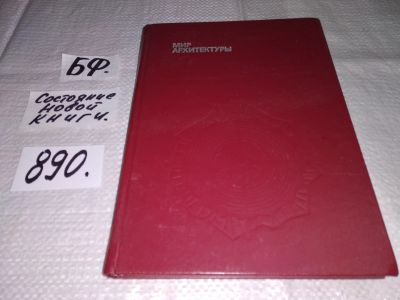 МИР
АРХИТЕКТУРЫ
БФ.
Состояние
новой
книги.
890.